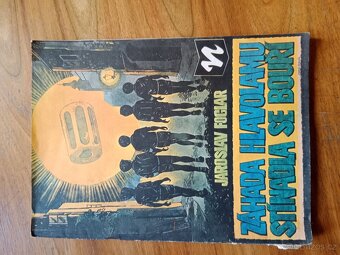 n
JAROSLAV FOGLAR
ZÁHADA HLAVOLAMU
STÍNADLA SE BOUŘÍ